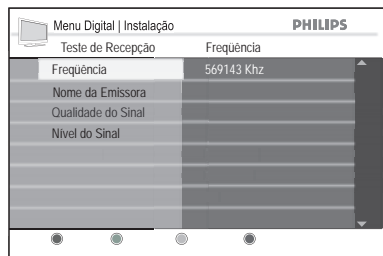 Menu Digital | Instalação PHILIPS
Teste de Recepção Freqüência
Freqüência 569143 Khz
Nome da Emissora
Qualidade do Sinal
Nível do Sinal